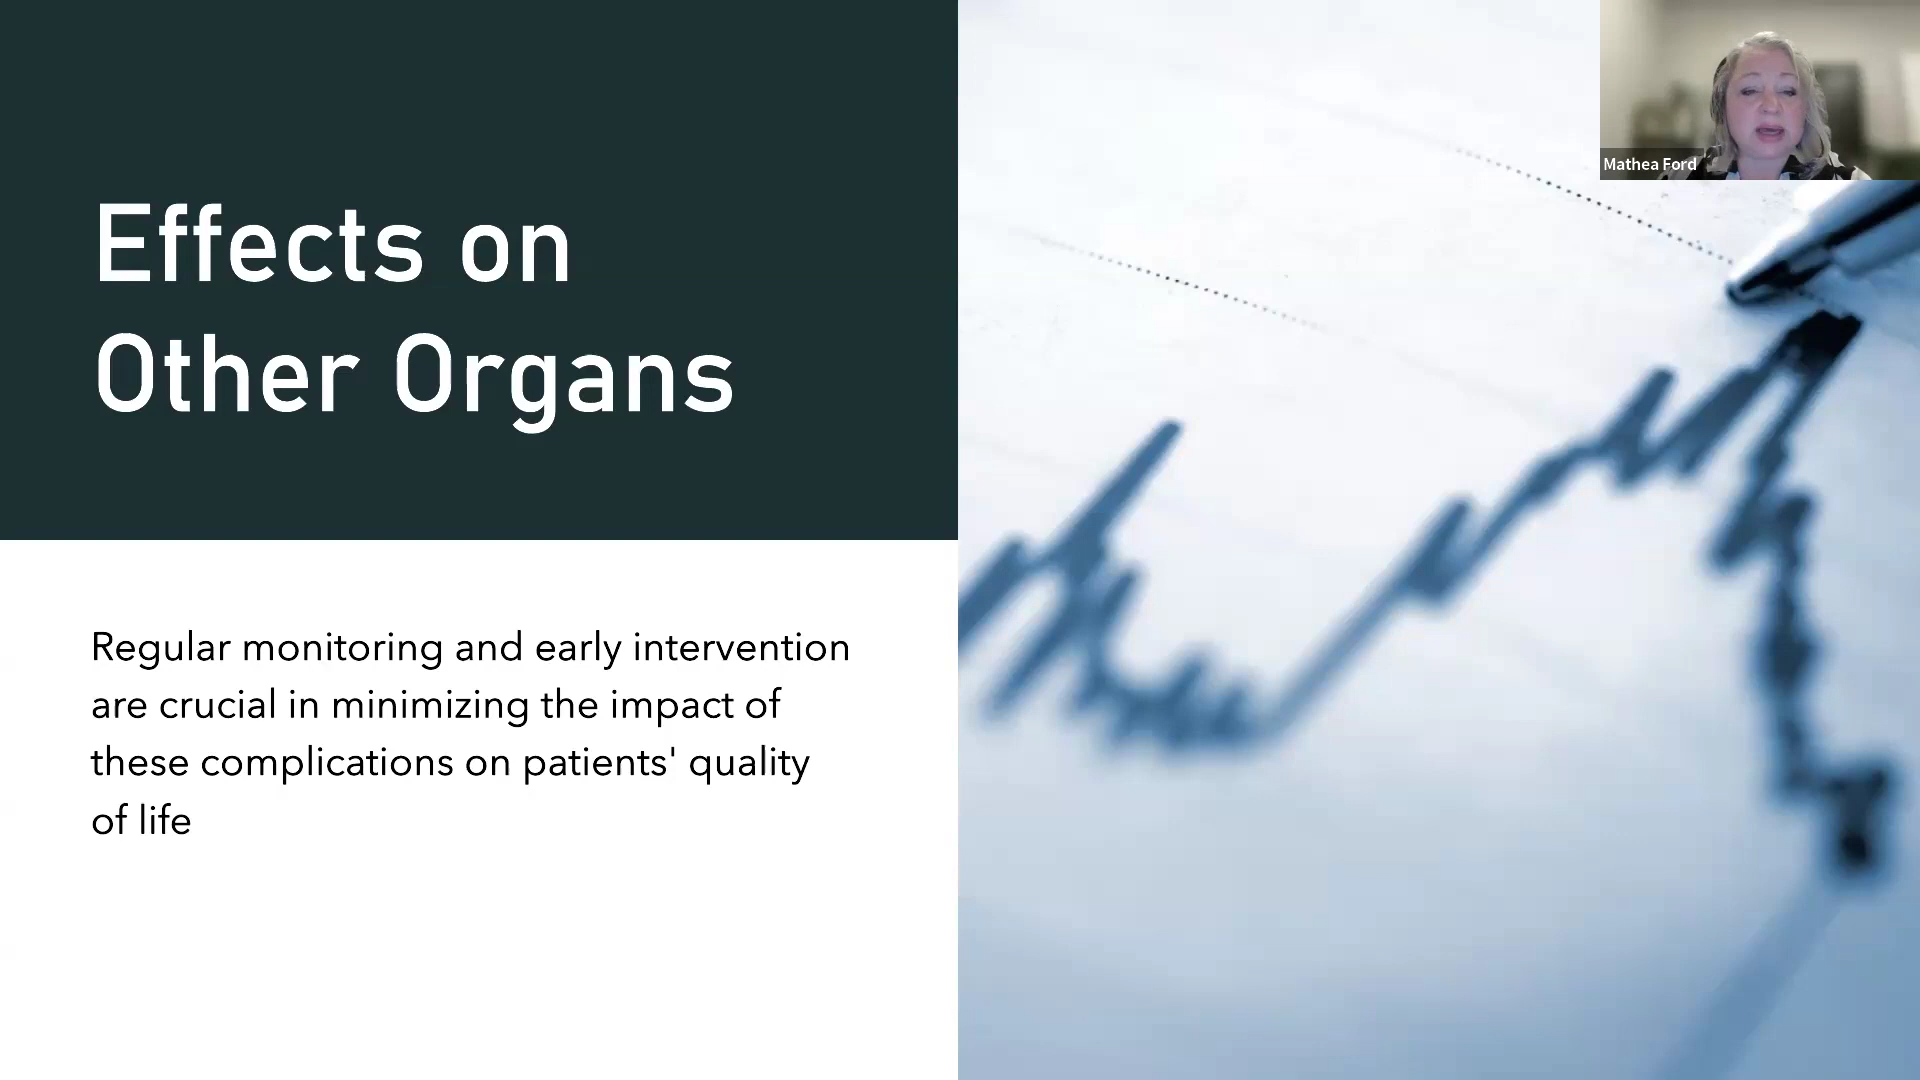 Effects on
Other Organs
Mathea Ford
Regular monitoring and early intervention
are crucial in minimizing the impact of
these complications on patients' quality
of life